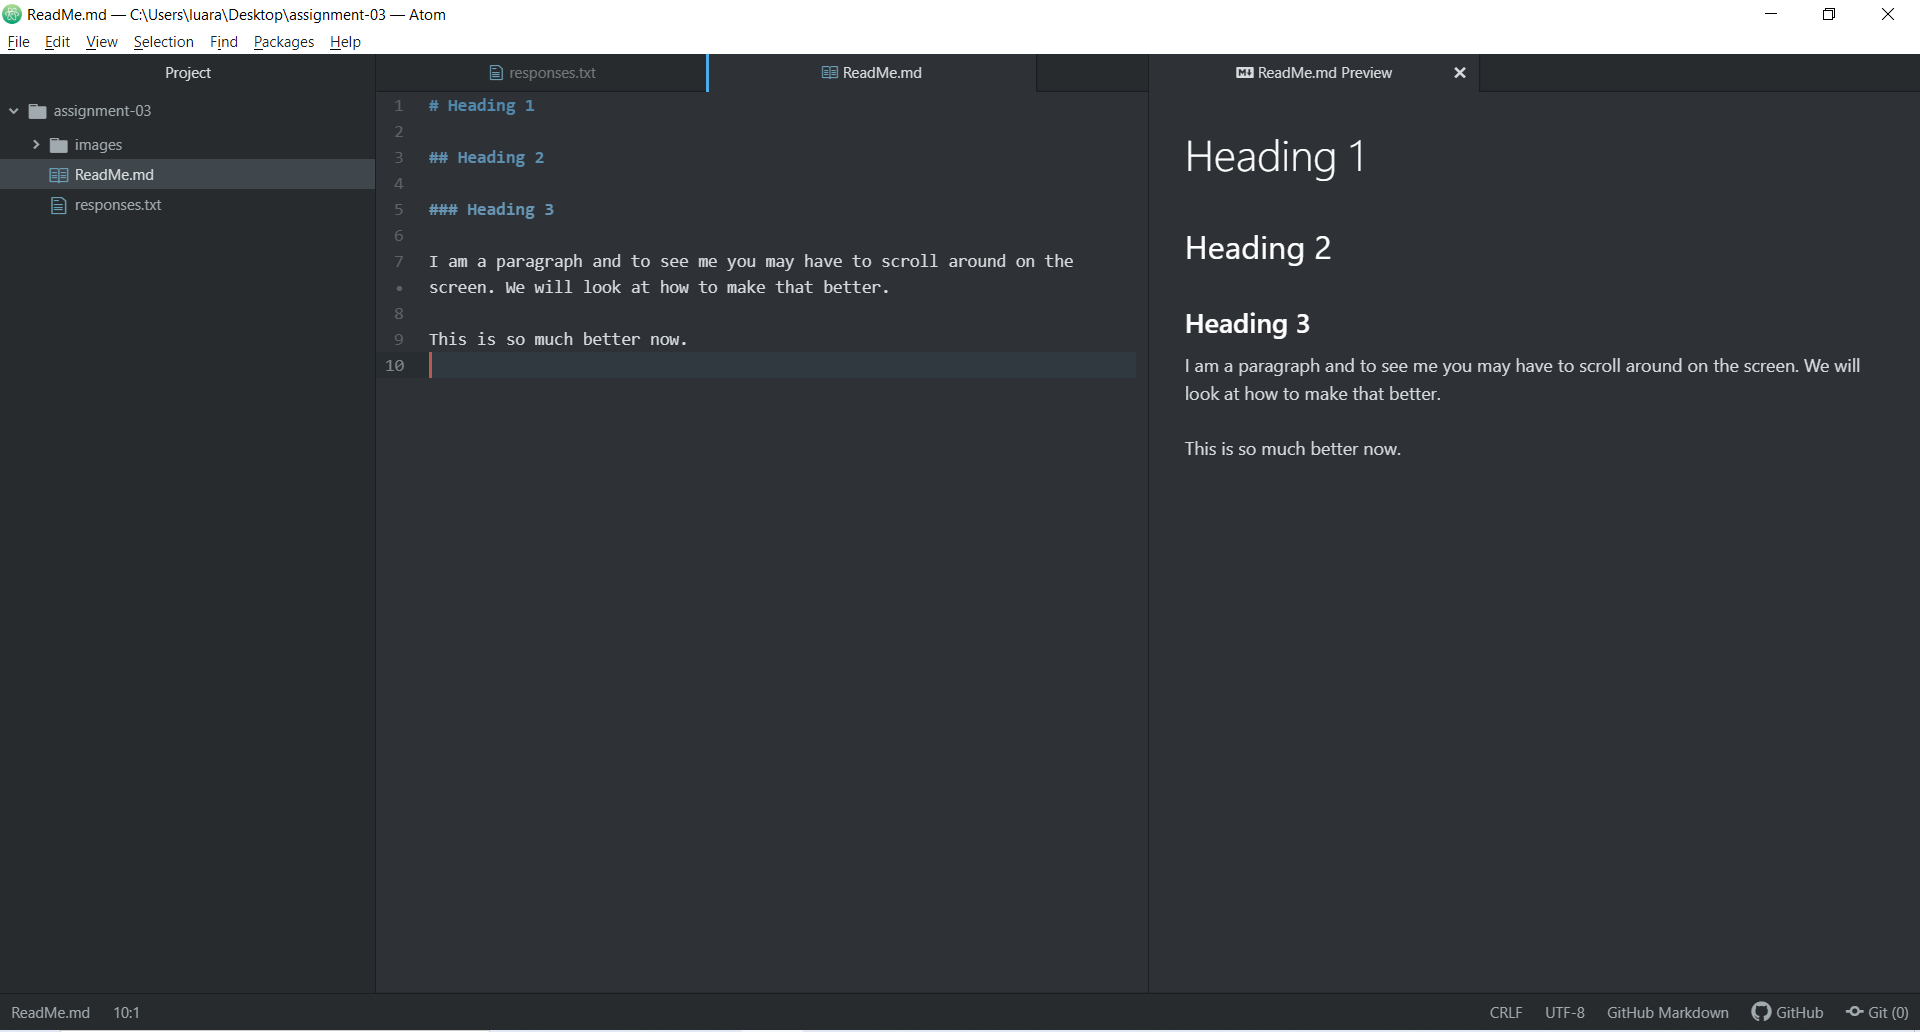 ReadMe.md — C:\Users\luara\Desktop\assignment-03 — Atom
File Edit View Selection Find Packages Help
Project
assignment-03
images
ReadMe.md
responses.txt
responses.txt
ReadMe.md
1 # Heading 1
2
3 ## Heading 2
4
5 ### Heading 3
6
7 I am a paragraph and to see me you may have to scroll around on the
• screen. We will look at how to make that better.
8
9 This is so much better now.
10
ReadMe.md Preview
Heading 1
Heading 2
Heading 3
I am a paragraph and to see me you may have to scroll around on the screen. We will
look at how to make that better.
This is so much better now.
ReadMe.md 10:1
CRLF UTF-8 GitHub Markdown GitHub Git (0)